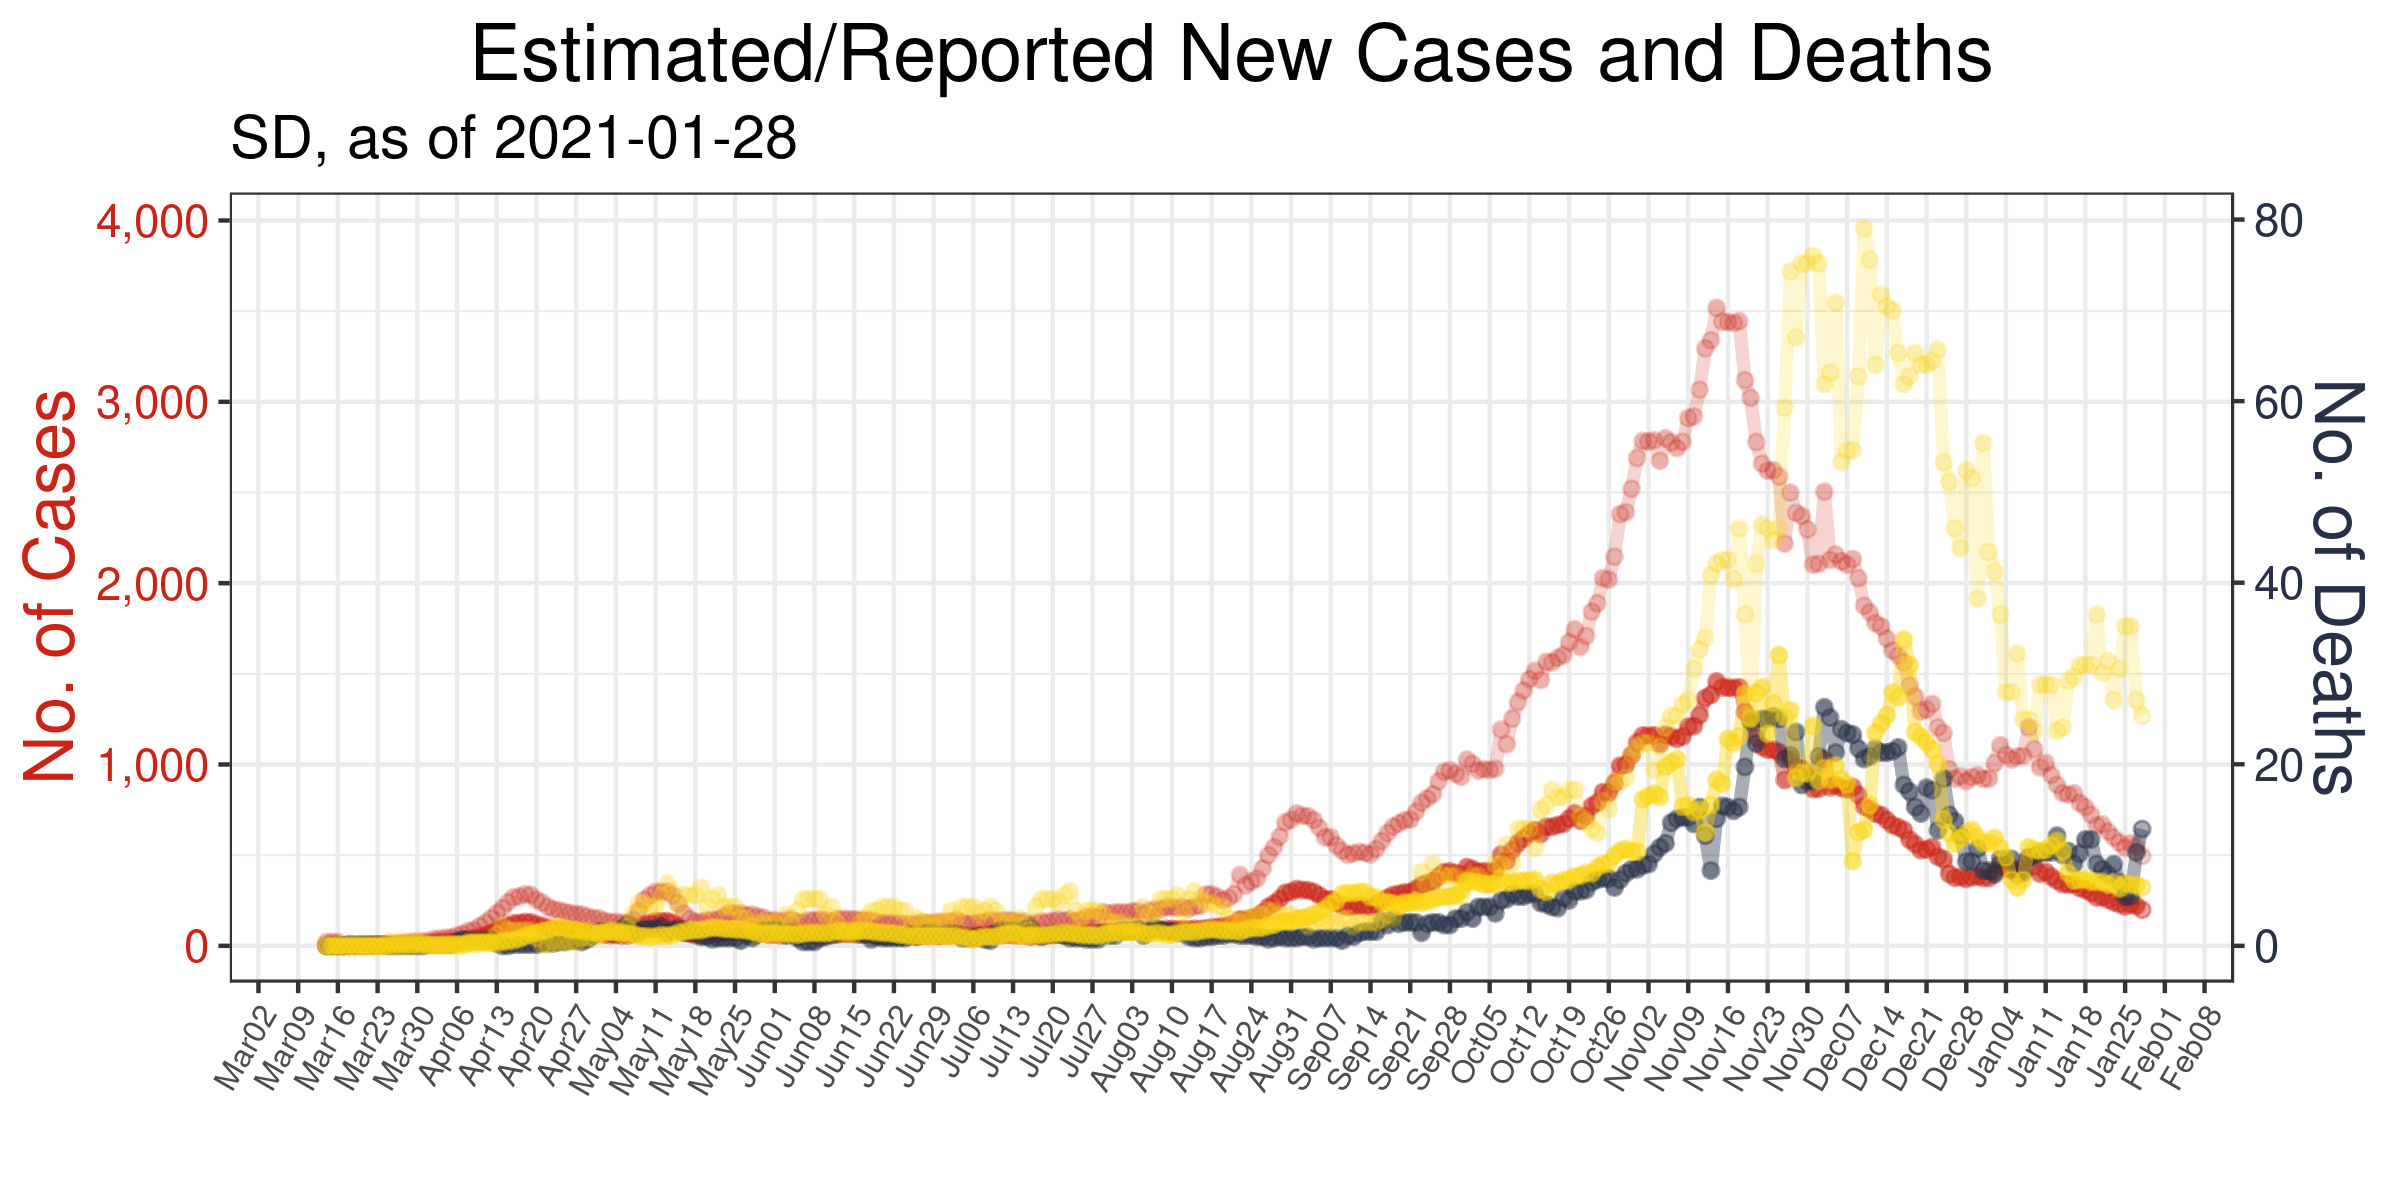 Estimated/Reported New Cases and Deaths
SD, as of 2021-01-28
No. of Cases
4,000
3,000
2,000
1,000
0
80
60
40
20
0
No. of Deaths
Mar02
Mar09
Mar16
Mar23
Mar30
Apr06
Apr13
Apr20
Apr27
May04
May11
May18
May25
Jun01
Jun08
Jun15
Jun22
Jun29
Jul06
Jul13
Jul20
Jul27
Aug03
Aug10
Aug17
Aug24
Aug31
Sep07
Sep14
Sep21
Sep28
Oct05
Oct12
Oct19
Oct26
Nov02
Nov09
Nov16
Nov23
Nov30
Dec07
Dec14
Dec21
Dec28
Jan04
Jan11
Jan18
Jan25
Feb01
Feb08